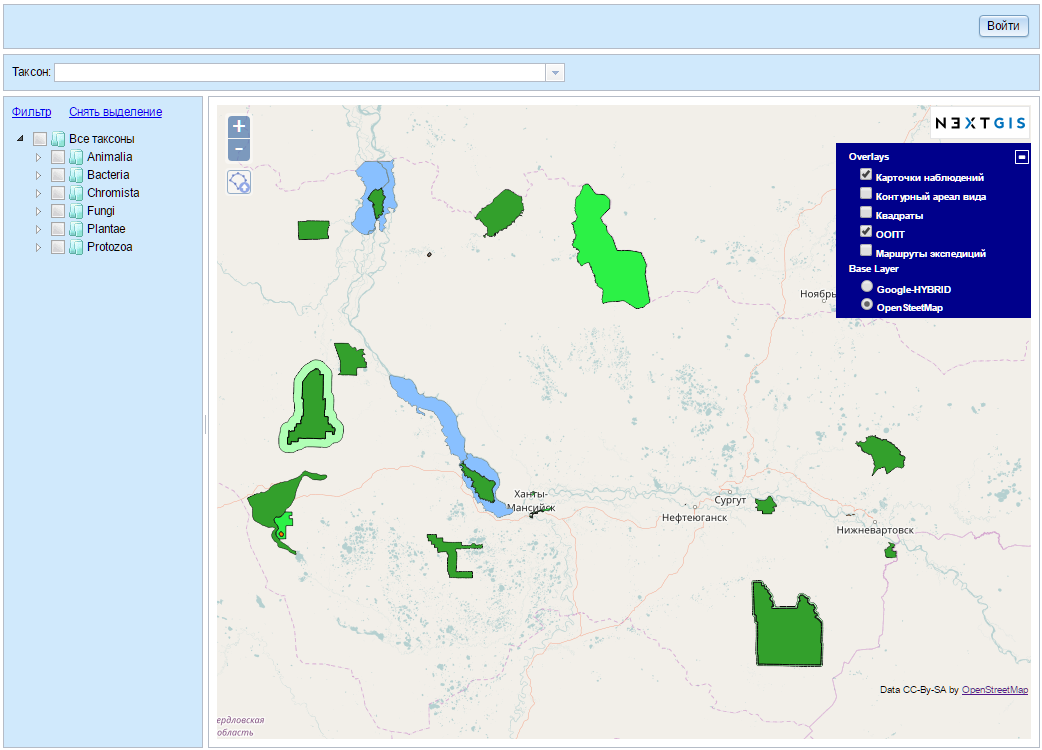 Войти
Таксон:
Фильтр Снять выделение
Все таксоны
Animalia
Bacteria
Chromista
Fungi
Plantae
Protozoa
+
-
NEXTGIS
Overlays
Карточки наблюдений
Контурный ареал вида
Квадраты
ООПТ
Маршруты экспедиций
Base Layer
Google-HYBRID
OpenSteetMap
Ноябрь
Ханты-
Мансийск
Сургут
Нефтеюганск
Нижневартовск
Data CC-By-SA by OpenStreetMap
ердловская
область